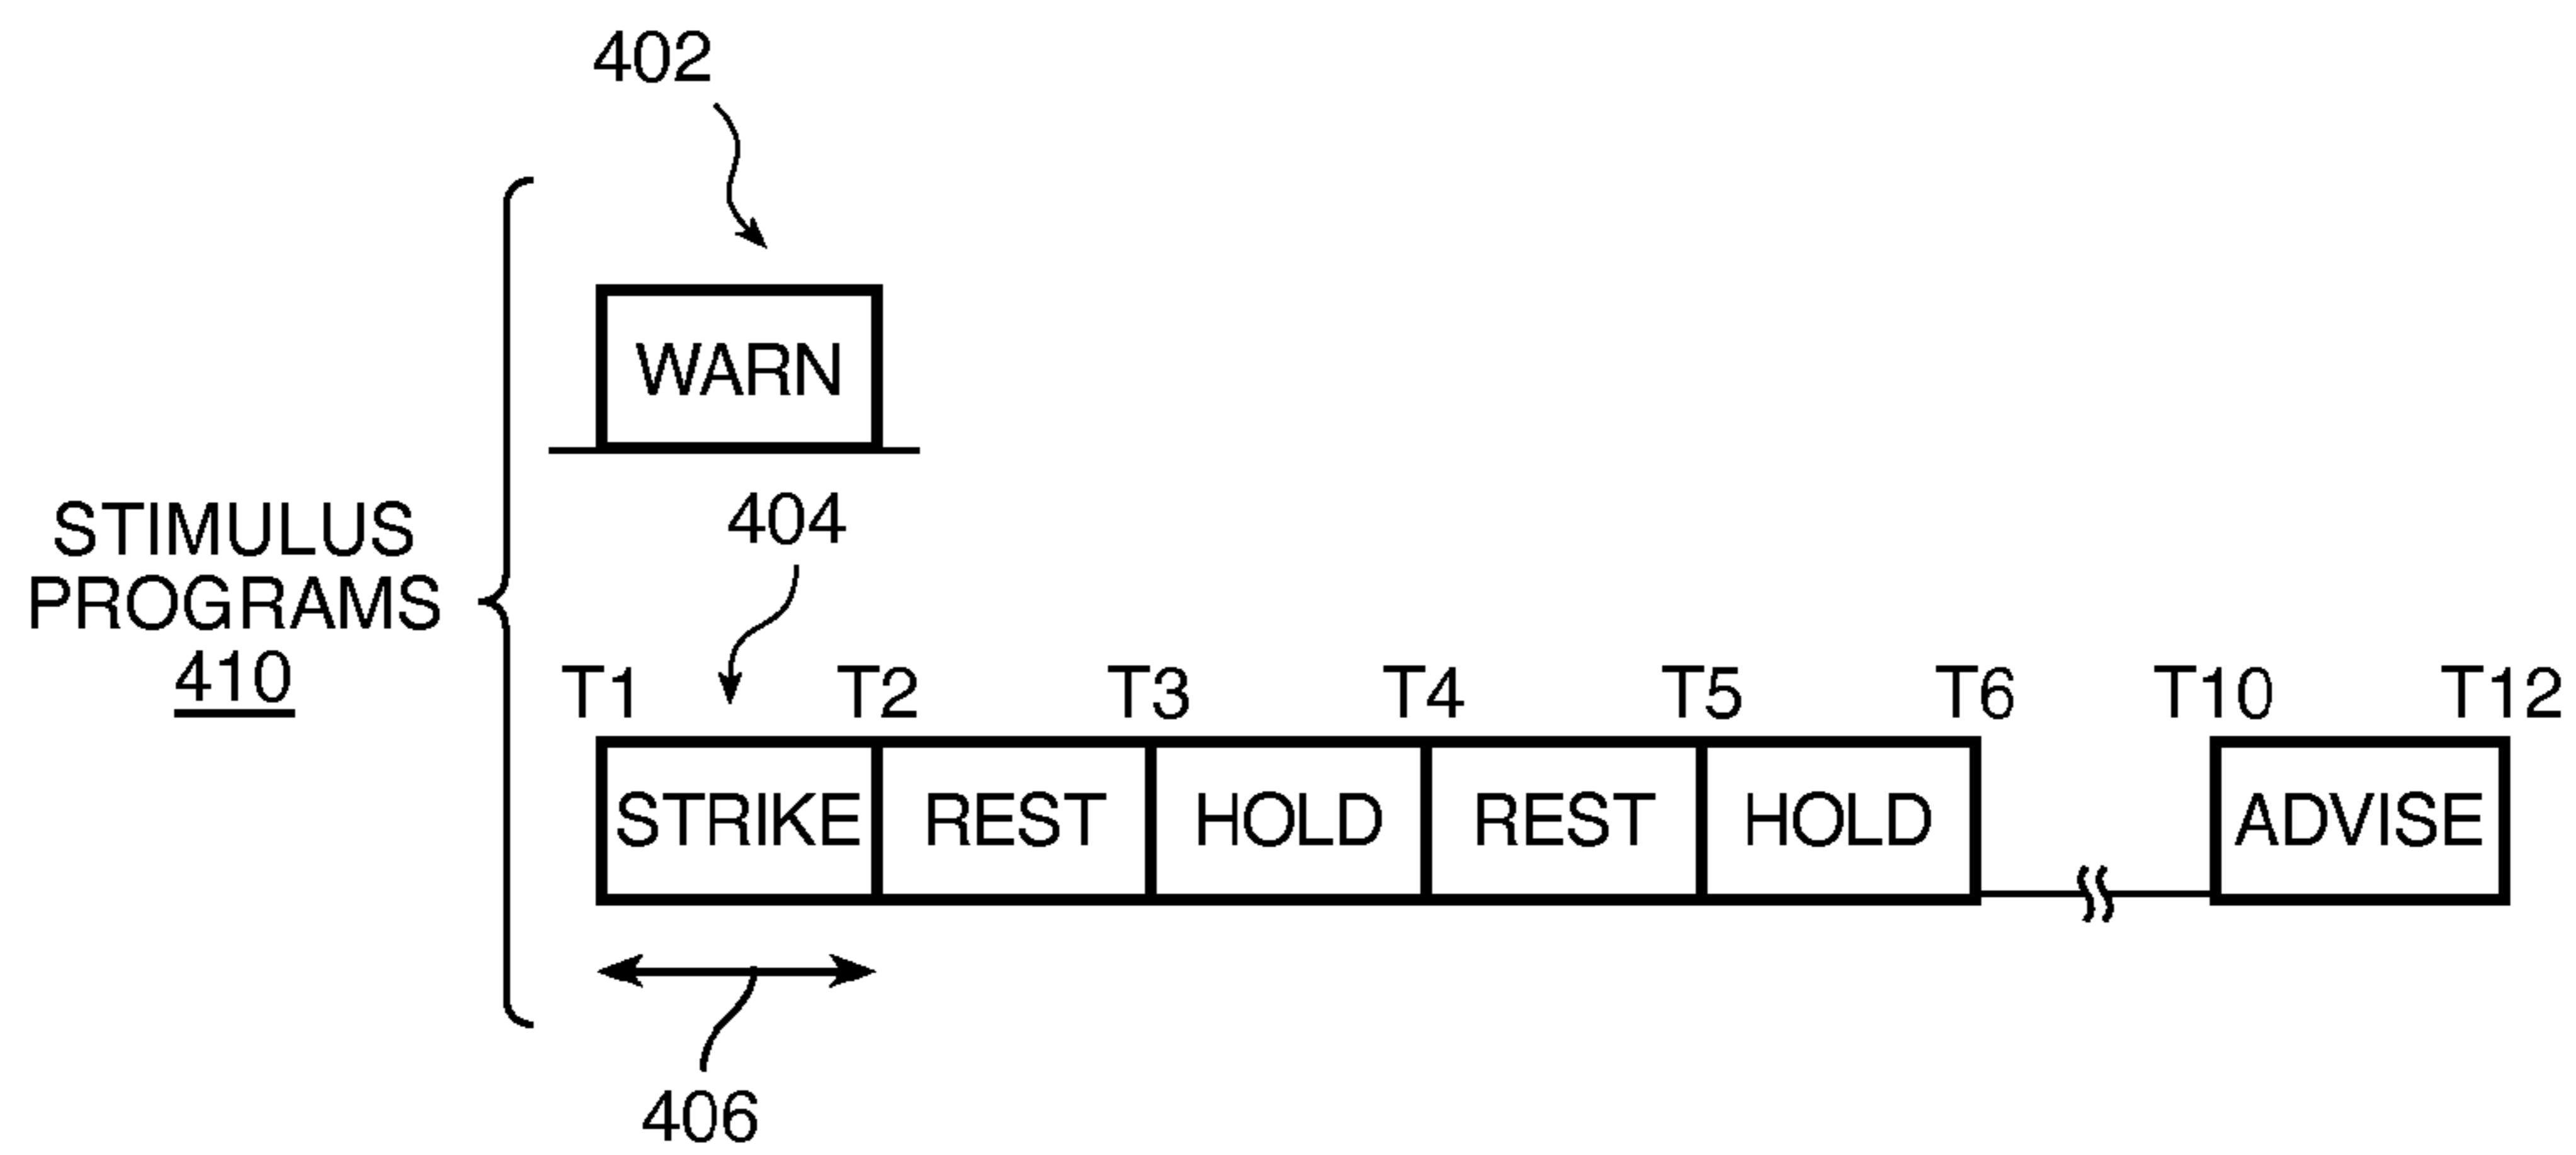 402
WARN
404
STIMULUS
PROGRAMS
410
T1 T2 T3 T4 T5 T6 T10 T12
STRIKE REST HOLD REST HOLD ADVISE
406